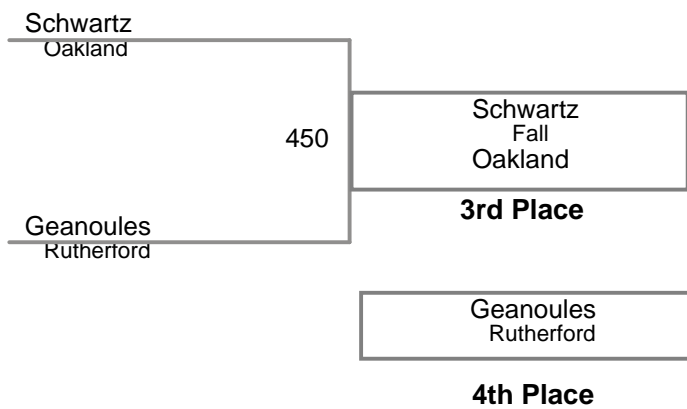 Schwartz
Oakland
450
Schwartz
Fall
Oakland
3rd Place
Geanoules
Rutherford
Geanoules
Rutherford
4th Place